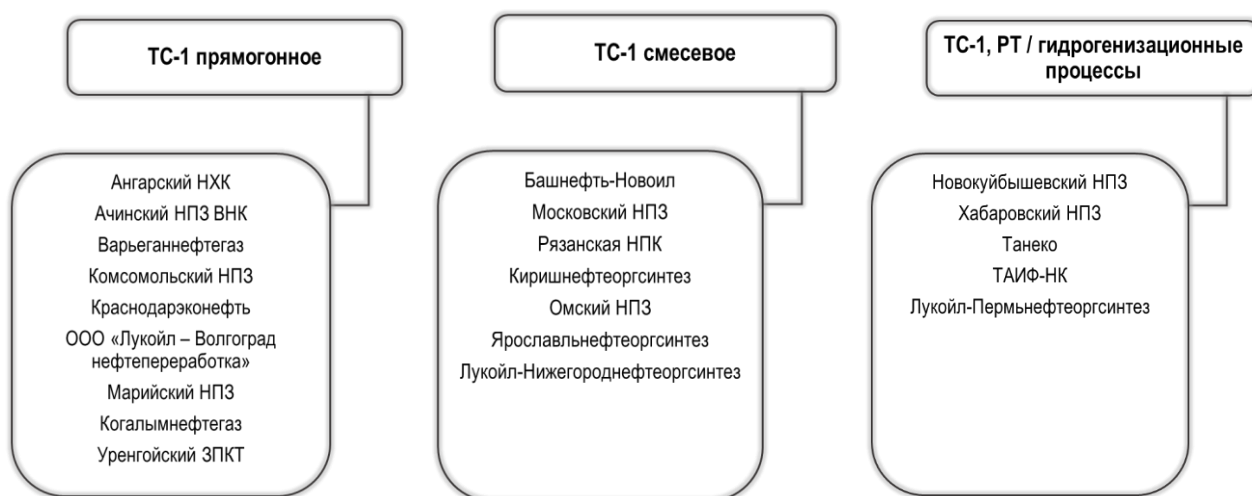 ТС-1 прямогонное
Ангарский НХК
Ачинский НПЗ ВНК
Варьеганнефтегаз
Комсомольский НПЗ
Краснодарэконефть
ООО «Лукойл – Волгоград
нефтепереработка»
Марийский НПЗ
Когалымнефтегаз
Уренгойский ЗПКТ
ТС-1 смесевое
Башнефть-Новоил
Московский НПЗ
Рязанская НПК
Киришнефтеоргсинтез
Омский НПЗ
Ярославльнефтеоргсинтез
Лукойл-Нижегороднефтеоргсинтез
ТС-1, РТ / гидрогенизационные
процессы
Новокуйбышевский НПЗ
Хабаровский НПЗ
Танеко
ТАИФ-НК
Лукойл-Пермьнефтеоргсинтез